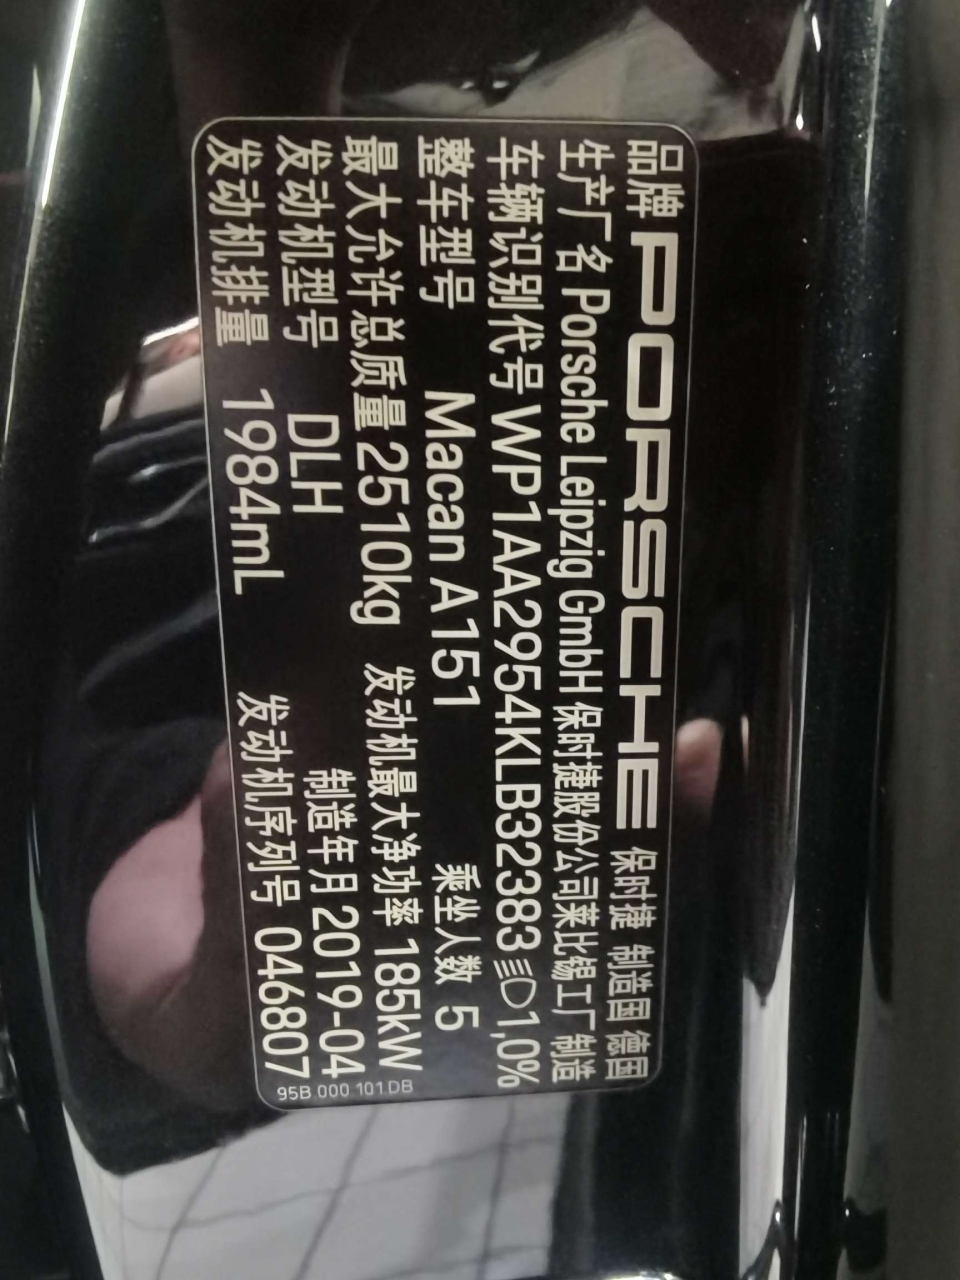 品牌 PORSCHE 保时捷 制造国 德国
生产厂名 Porsche Leipzig GmbH 保时捷股份公司莱比锡工厂制造
车辆识别代号 WP1AA2954KLB32383 1,0%
整车型号 Macan A151 乘坐人数 5
最大允许总质量 2510kg 发动机最大净功率 185kW
发动机型号 DLH 制造年月 2019-04
发动机排量 1984mL 发动机序列号 046807
95B 000 101 DB